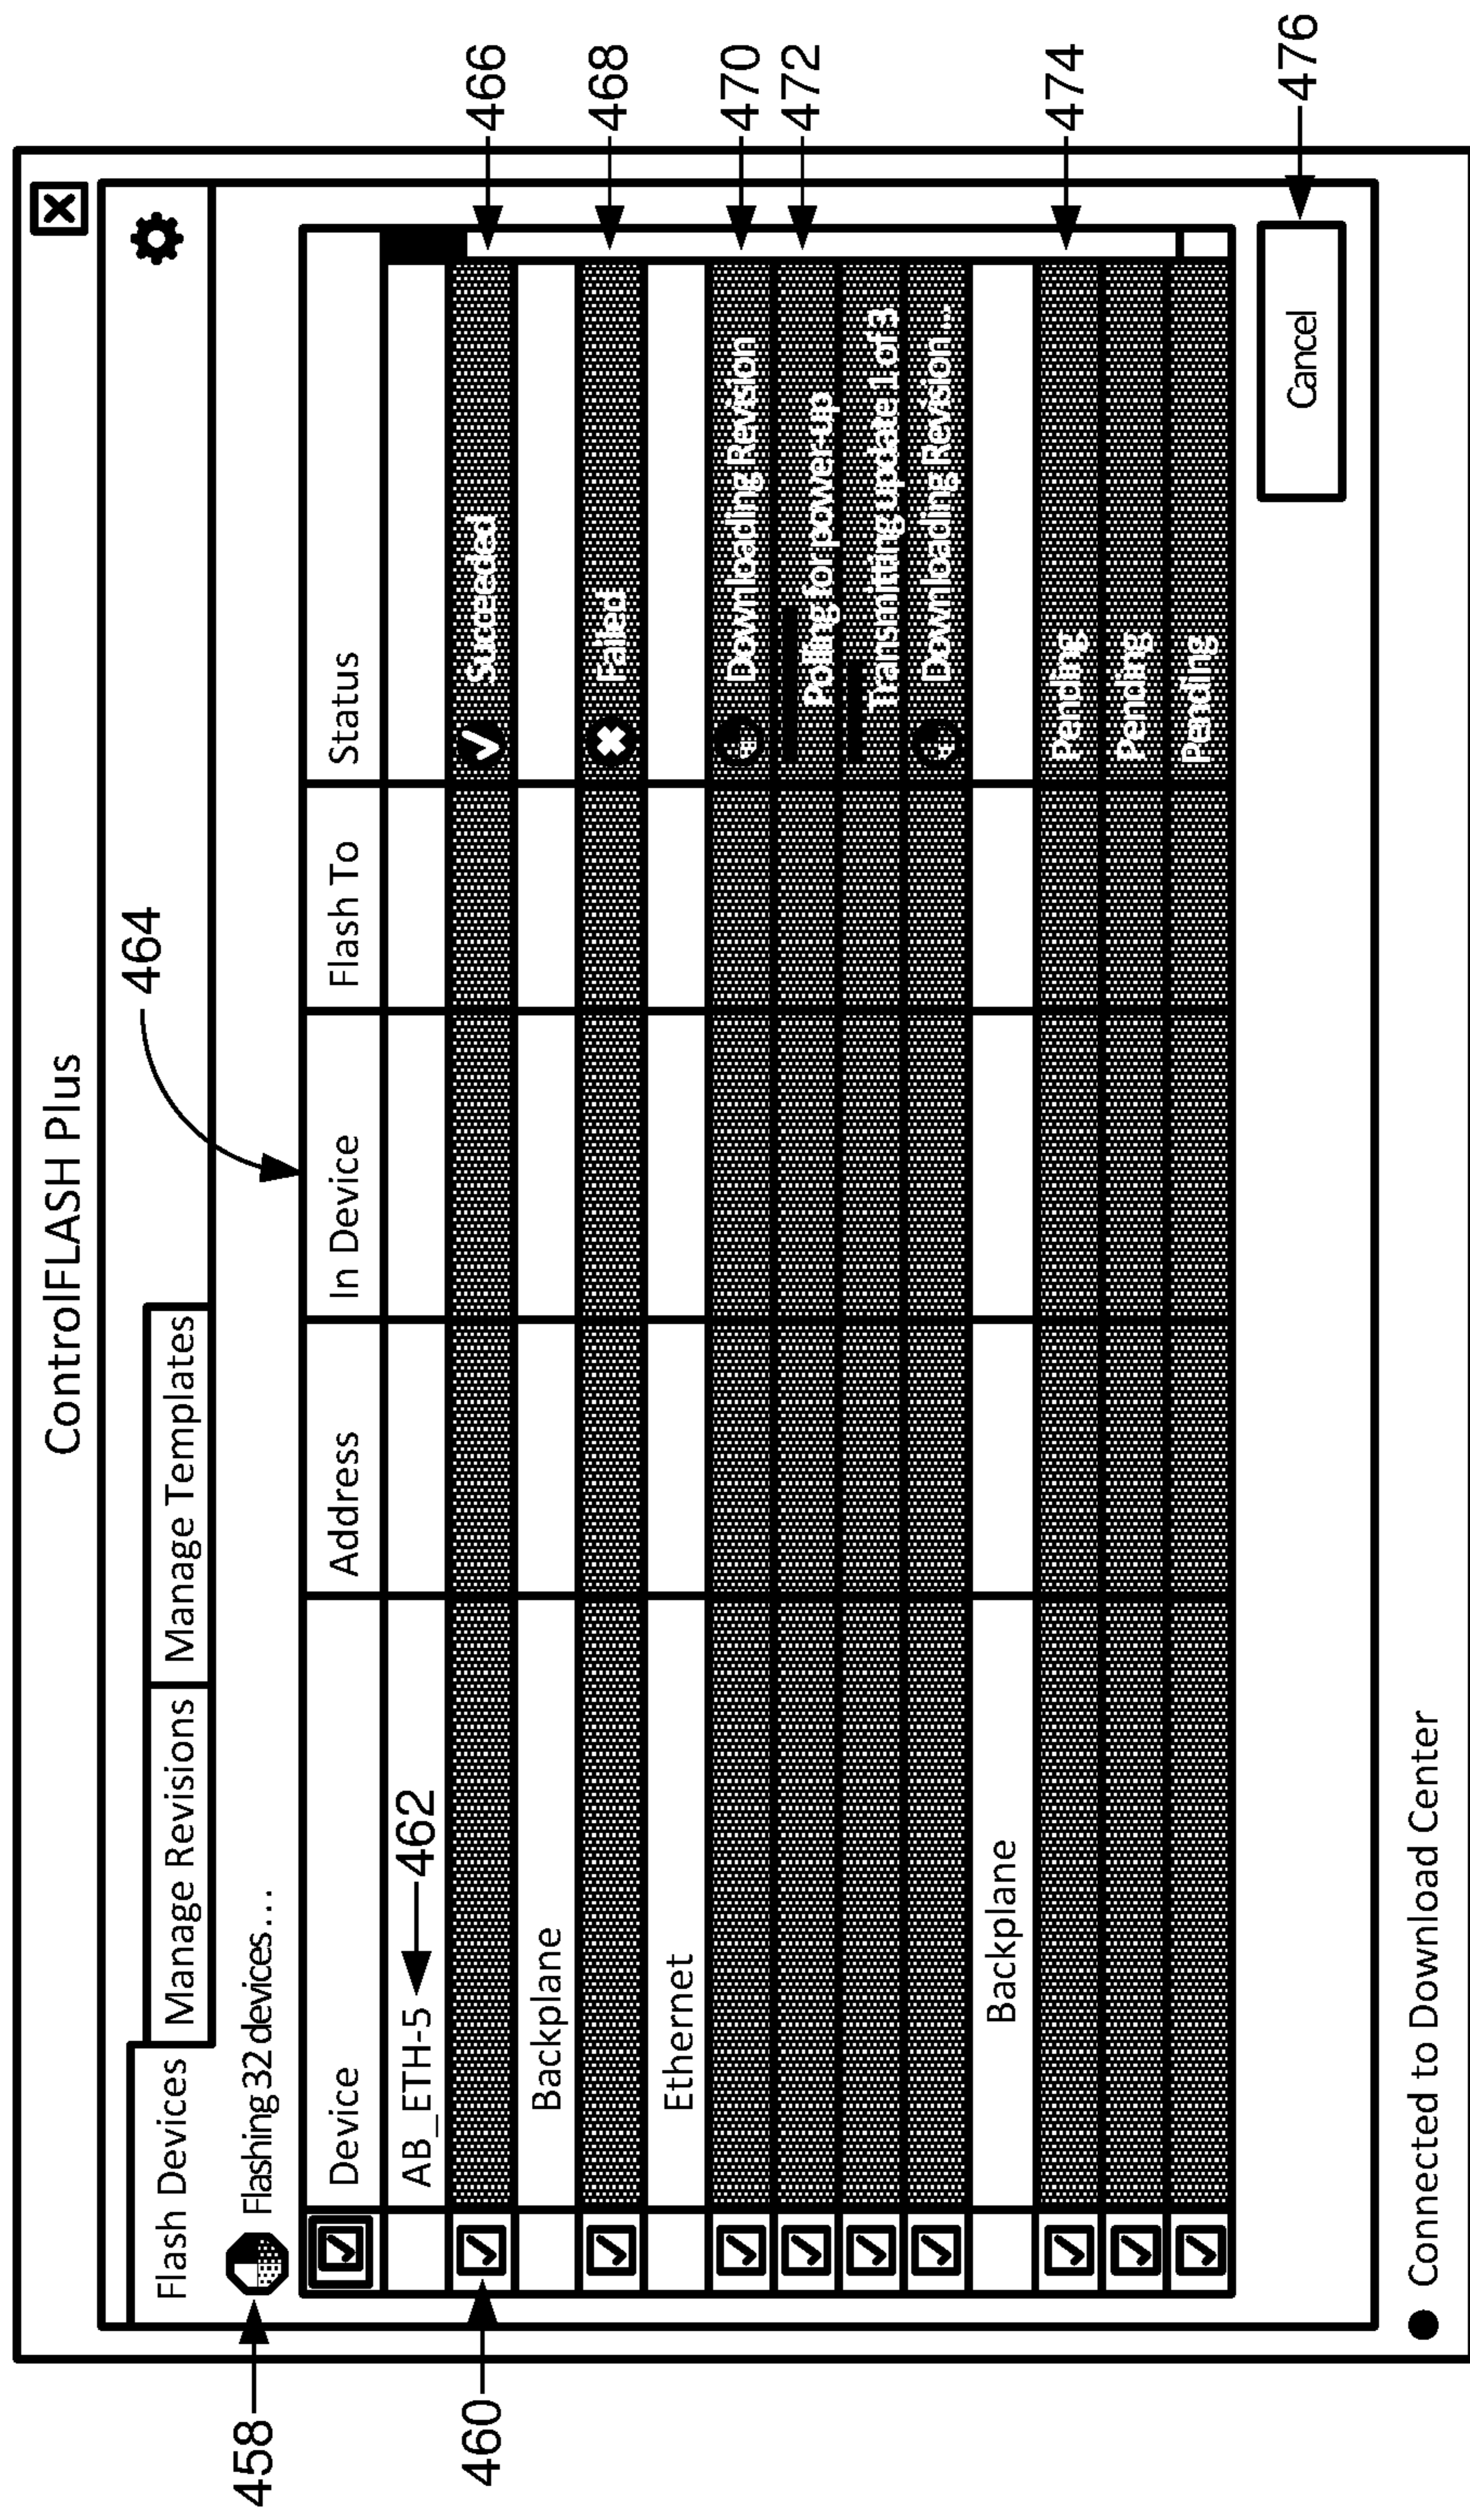 ControlFLASH Plus
464
Flash Devices
Manage Revisions
Manage Templates
458
Flashing 32 devices...
Device
Address
In Device
Flash To
Status
AB_ETH-5
462
460
Succeeded
466
Backplane
Failed
468
Ethernet
Downloading Revision
470
Polling for power-up
472
Transmitting update 1 of 3
Downloading Revision...
Backplane
Pending
474
Pending
Pending
Cancel
476
Connected to Download Center